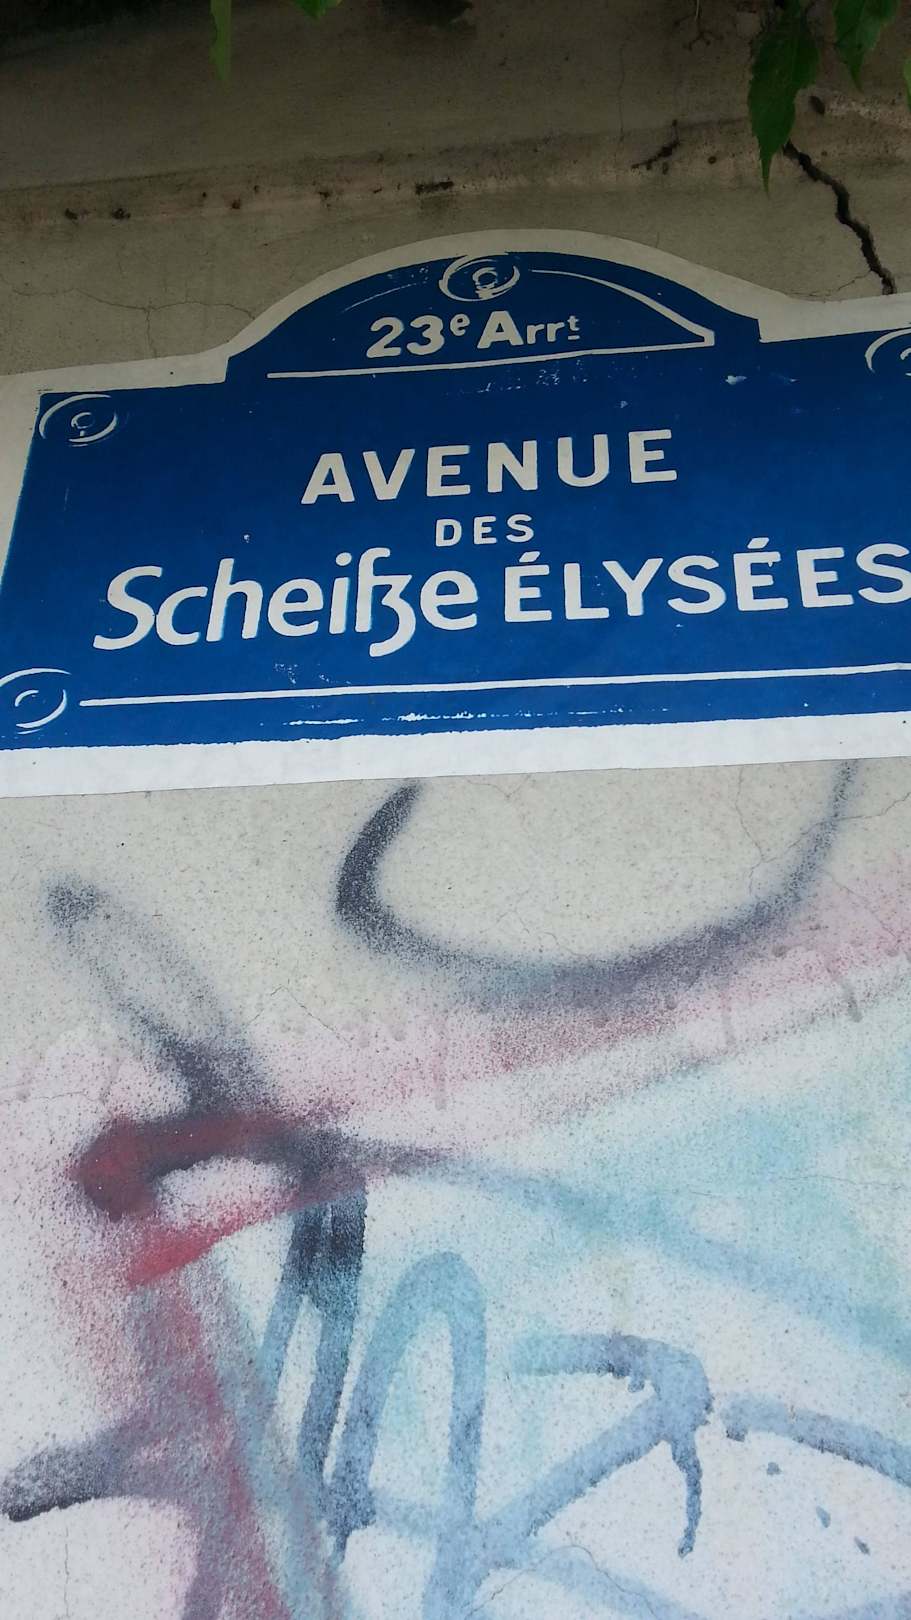 23e Arrt
AVENUE
DES
Scheiße ÉLYSÉES